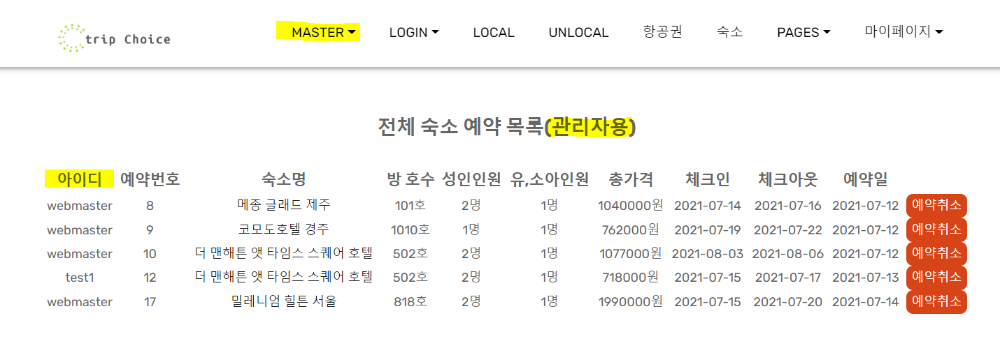 trip Choice MASTER LOGIN LOCAL UNLOCAL 항공권 숙소 PAGES 마이페이지
전체 숙소 예약 목록(관리자용)
아이디 예약번호 숙소명 방 호수 성인인원 유,소아인원 총가격 체크인 체크아웃 예약일
webmaster 8 메종 글래드 제주 101호 2명 1명 1040000원 2021-07-14 2021-07-16 2021-07-12 예약취소
webmaster 9 코모도호텔 경주 1010호 1명 1명 762000원 2021-07-19 2021-07-22 2021-07-12 예약취소
webmaster 10 더 맨해튼 앳 타임스 스퀘어 호텔 502호 2명 1명 1077000원 2021-08-03 2021-08-06 2021-07-12 예약취소
test1 12 더 맨해튼 앳 타임스 스퀘어 호텔 502호 2명 1명 718000원 2021-07-15 2021-07-17 2021-07-13 예약취소
webmaster 17 밀레니엄 힐튼 서울 818호 2명 1명 1990000원 2021-07-15 2021-07-20 2021-07-14 예약취소